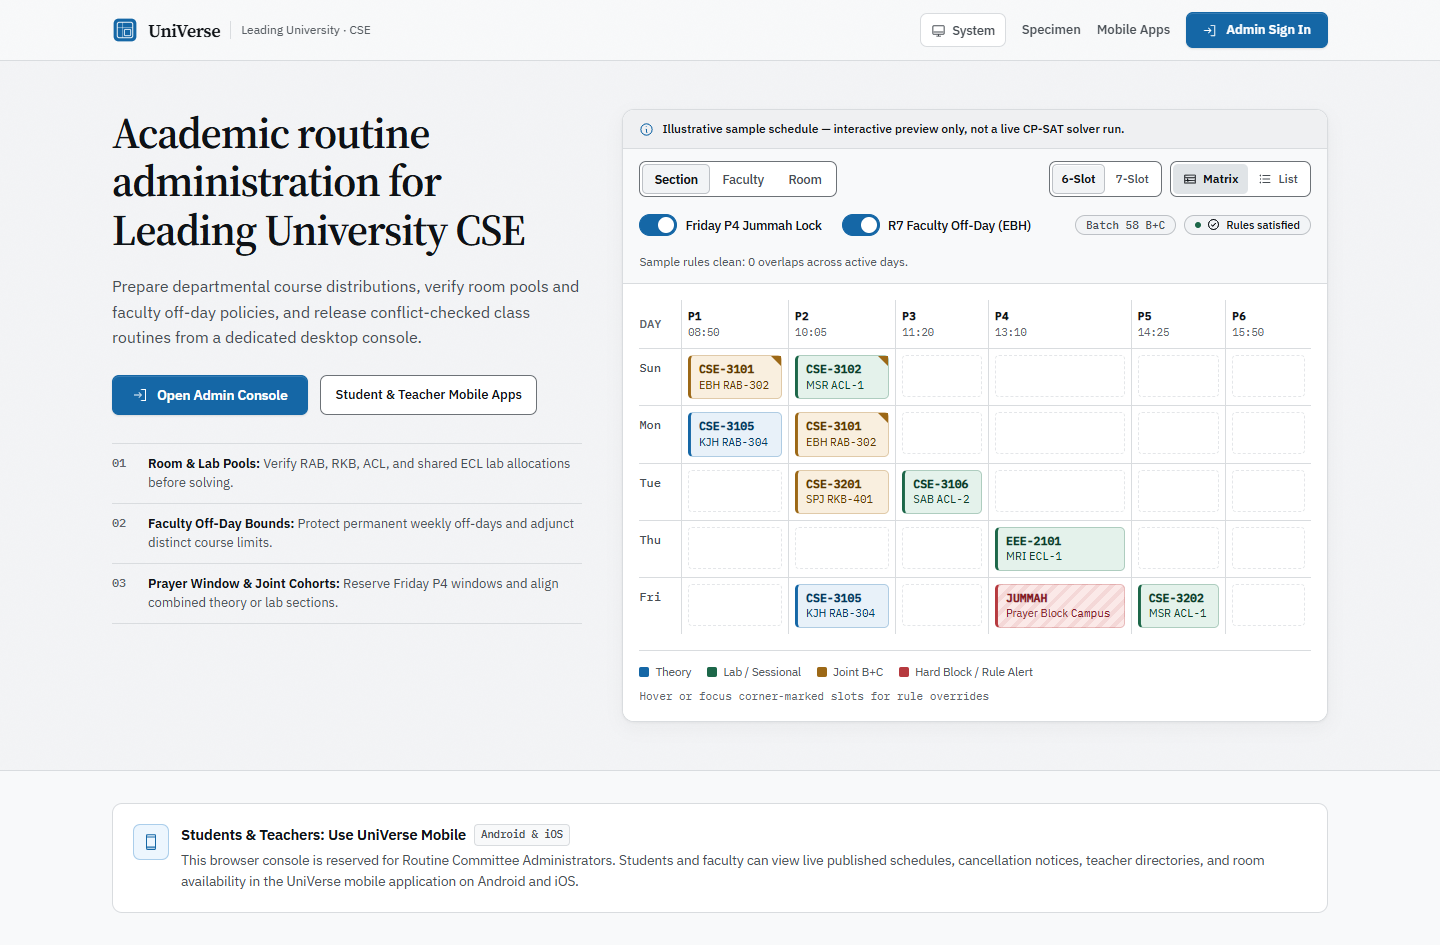 UniVerse
Leading University · CSE
System
Specimen
Mobile Apps
Admin Sign In
Academic routine
administration for
Leading University CSE
Prepare departmental course distributions, verify room pools and
faculty off-day policies, and release conflict-checked class
routines from a dedicated desktop console.
Open Admin Console
Student & Teacher Mobile Apps
01 Room & Lab Pools: Verify RAB, RKB, ACL, and shared ECL lab allocations
before solving.
02 Faculty Off-Day Bounds: Protect permanent weekly off-days and adjunct
distinct course limits.
03 Prayer Window & Joint Cohorts: Reserve Friday P4 windows and align
combined theory or lab sections.
Illustrative sample schedule — interactive preview only, not a live CP-SAT solver run.
Section Faculty Room
6-Slot 7-Slot
Matrix List
Friday P4 Jummah Lock
R7 Faculty Off-Day (EBH)
Batch 58 B+C
Rules satisfied
Sample rules clean: 0 overlaps across active days.
DAY
P1
08:50
P2
10:05
P3
11:20
P4
13:10
P5
14:25
P6
15:50
Sun
CSE-3101
EBH RAB-302
CSE-3102
MSR ACL-1
Mon
CSE-3105
KJH RAB-304
CSE-3101
EBH RAB-302
Tue
CSE-3201
SPJ RKB-401
CSE-3106
SAB ACL-2
Thu
EEE-2101
MRI ECL-1
Fri
CSE-3105
KJH RAB-304
JUMMAH
Prayer Block Campus
CSE-3202
MSR ACL-1
Theory
Lab / Sessional
Joint B+C
Hard Block / Rule Alert
Hover or focus corner-marked slots for rule overrides
Students & Teachers: Use UniVerse Mobile
Android & iOS
This browser console is reserved for Routine Committee Administrators. Students and faculty can view live published schedules, cancellation notices, teacher directories, and room
availability in the UniVerse mobile application on Android and iOS.